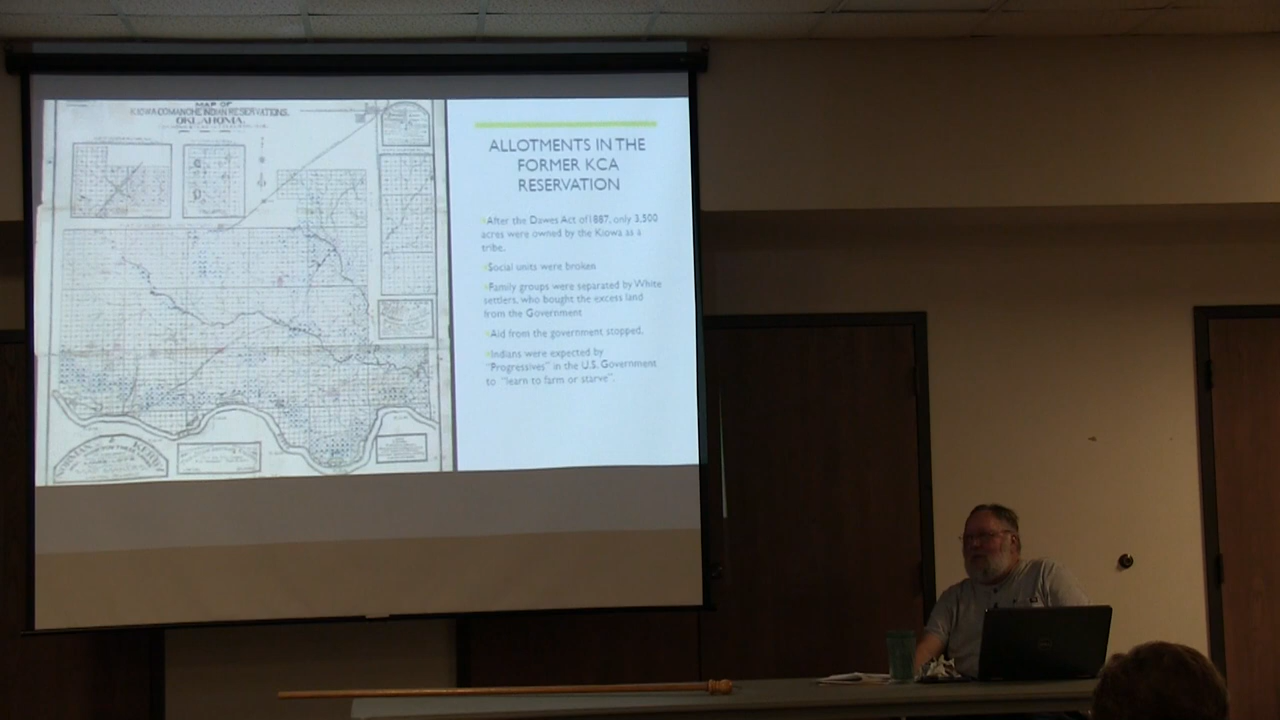 MAP OF
KIOWA-COMANCHE INDIAN RESERVATIONS,
OKLAHOMA.
ALLOTMENTS IN THE
FORMER KCA
RESERVATION
After the Dawes Act of1887, only 3,500
acres were owned by the Kiowa as a
tribe.
Social units were broken
Family groups were separated by White
settlers, who bought the excess land
from the Government
Aid from the government stopped.
Indians were expected by
"Progressives" in the U.S. Government
to "learn to farm or starve".